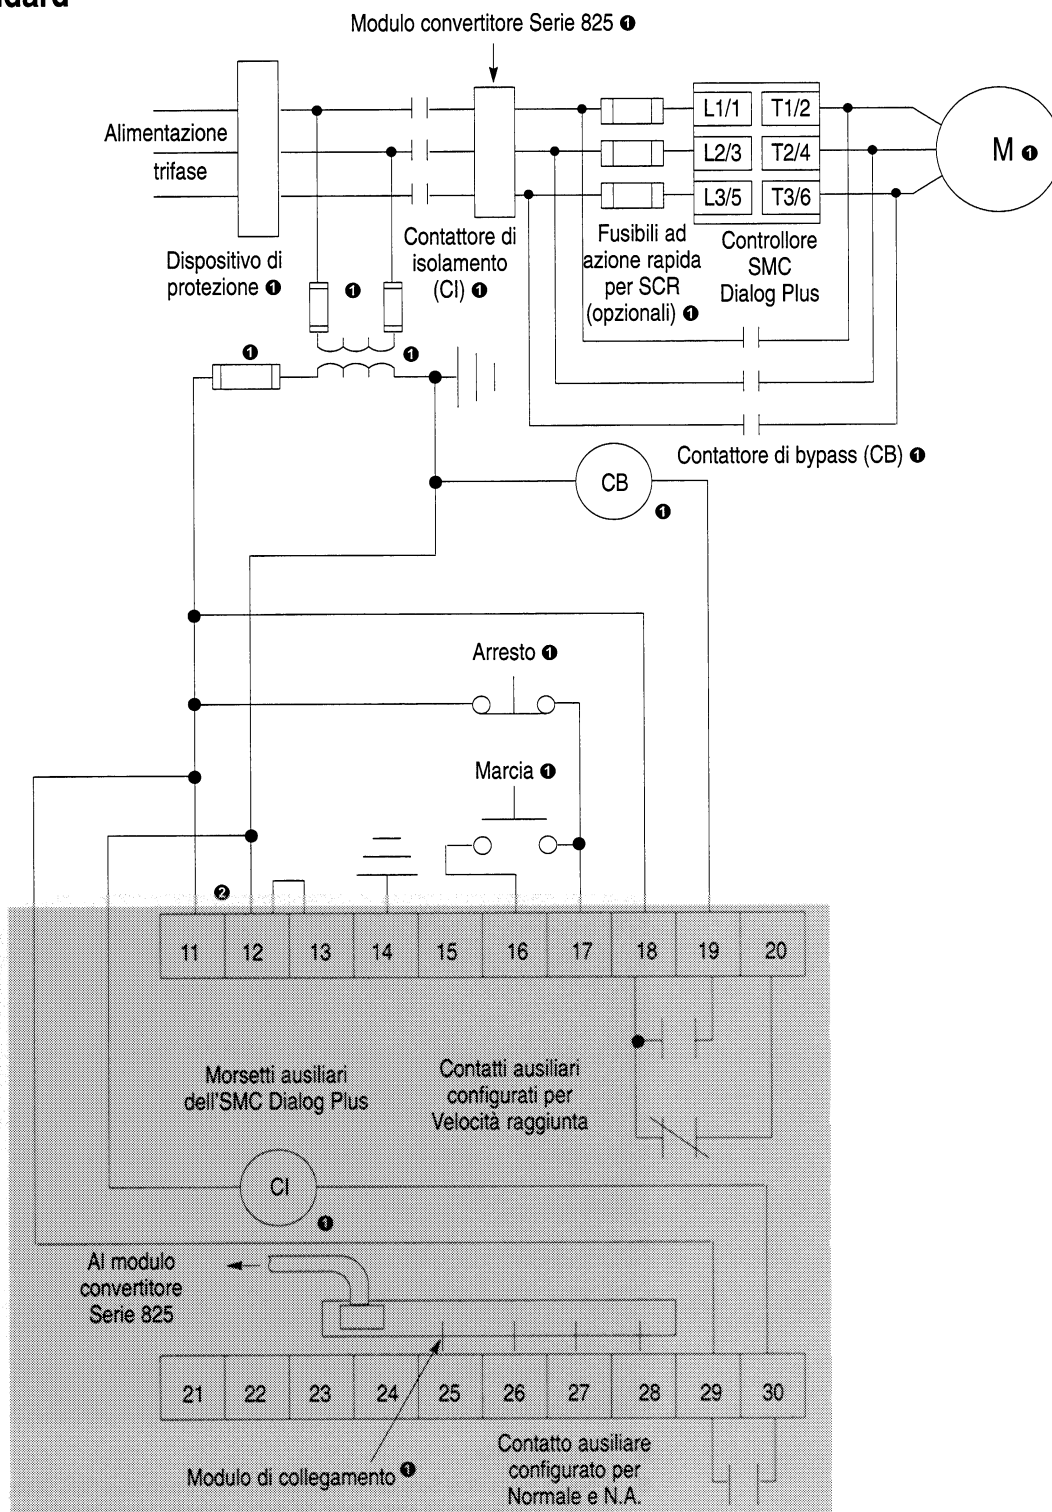 Modulo convertitore Serie 825 ❶
Alimentazione
trifase
L1/1 T1/2
L2/3 T2/4
L3/5 T3/6
M ❶
Dispositivo di
protezione ❶
❶
Contattore di
isolamento
(CI) ❶
Fusibili ad
azione rapida
per SCR
(opzionali) ❶
Controllore
SMC
Dialog Plus
❶
❶
Contattore di bypass (CB) ❶
CB
❶
Arresto ❶
Marcia ❶
❷
11 12 13 14 15 16 17 18 19 20
Morsetti ausiliari
dell'SMC Dialog Plus
Contatti ausiliari
configurati per
Velocità raggiunta
CI
❶
Al modulo
convertitore
Serie 825
21 22 23 24 25 26 27 28 29 30
Modulo di collegamento ❶
Contatto ausiliare
configurato per
Normale e N.A.